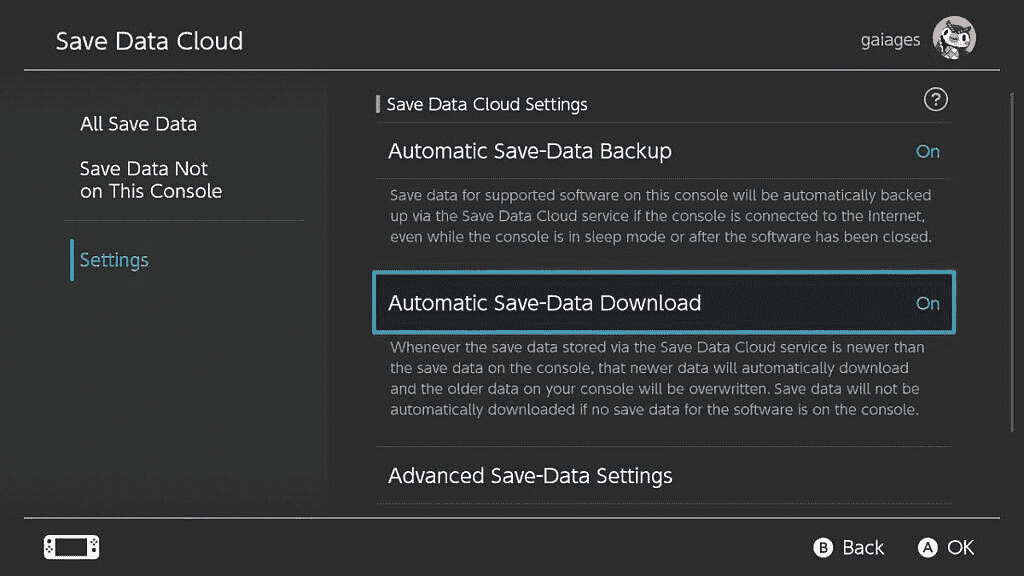 Save Data Cloud
gaiages
All Save Data
Save Data Not
on This Console
Settings
Save Data Cloud Settings
?
Automatic Save-Data Backup On
Save data for supported software on this console will be automatically backed
up via the Save Data Cloud service if the console is connected to the Internet,
even while the console is in sleep mode or after the software has been closed.
Automatic Save-Data Download On
Whenever the save data stored via the Save Data Cloud service is newer than
the save data on the console, that newer data will automatically download
and the older data on your console will be overwritten. Save data will not be
automatically downloaded if no save data for the software is on the console.
Advanced Save-Data Settings
B Back A OK